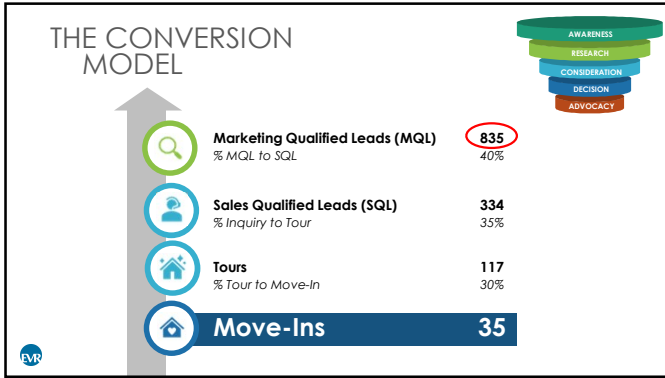 THE CONVERSION
MODEL
AWARENESS
RESEARCH
CONSIDERATION
DECISION
ADVOCACY
Marketing Qualified Leads (MQL) 835
% MQL to SQL 40%
Sales Qualified Leads (SQL) 334
% Inquiry to Tour 35%
Tours 117
% Tour to Move-In 30%
Move-Ins 35
EVR